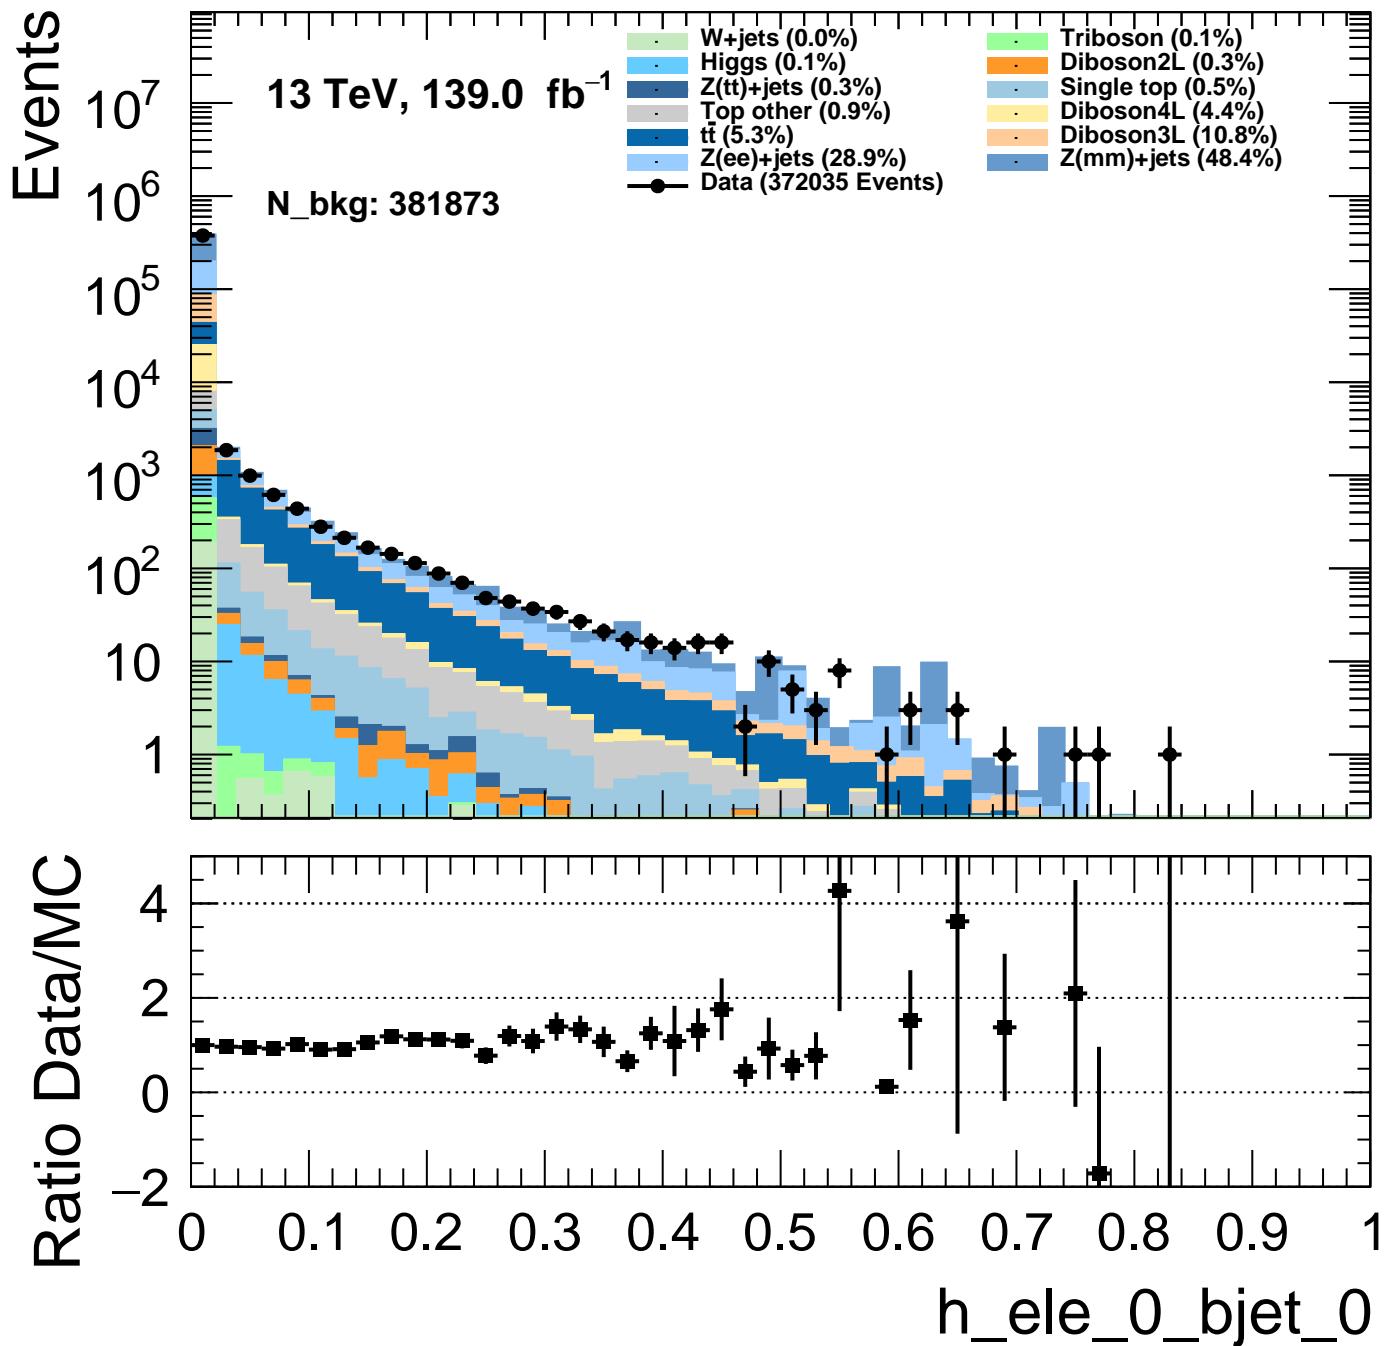 Events
10⁷
10⁶
10⁵
10⁴
10³
10²
10
1
13 TeV, 139.0 fb⁻¹
N_bkg: 381873
W+jets (0.0%)
Higgs (0.1%)
Z(tt)+jets (0.3%)
Top other (0.9%)
tt̄ (5.3%)
Z(ee)+jets (28.9%)
Data (372035 Events)
Triboson (0.1%)
Diboson2L (0.3%)
Single top (0.5%)
Diboson4L (4.4%)
Diboson3L (10.8%)
Z(mm)+jets (48.4%)
Ratio Data/MC
4
2
0
−2
0 0.1 0.2 0.3 0.4 0.5 0.6 0.7 0.8 0.9 1
h_ele_0_bjet_0